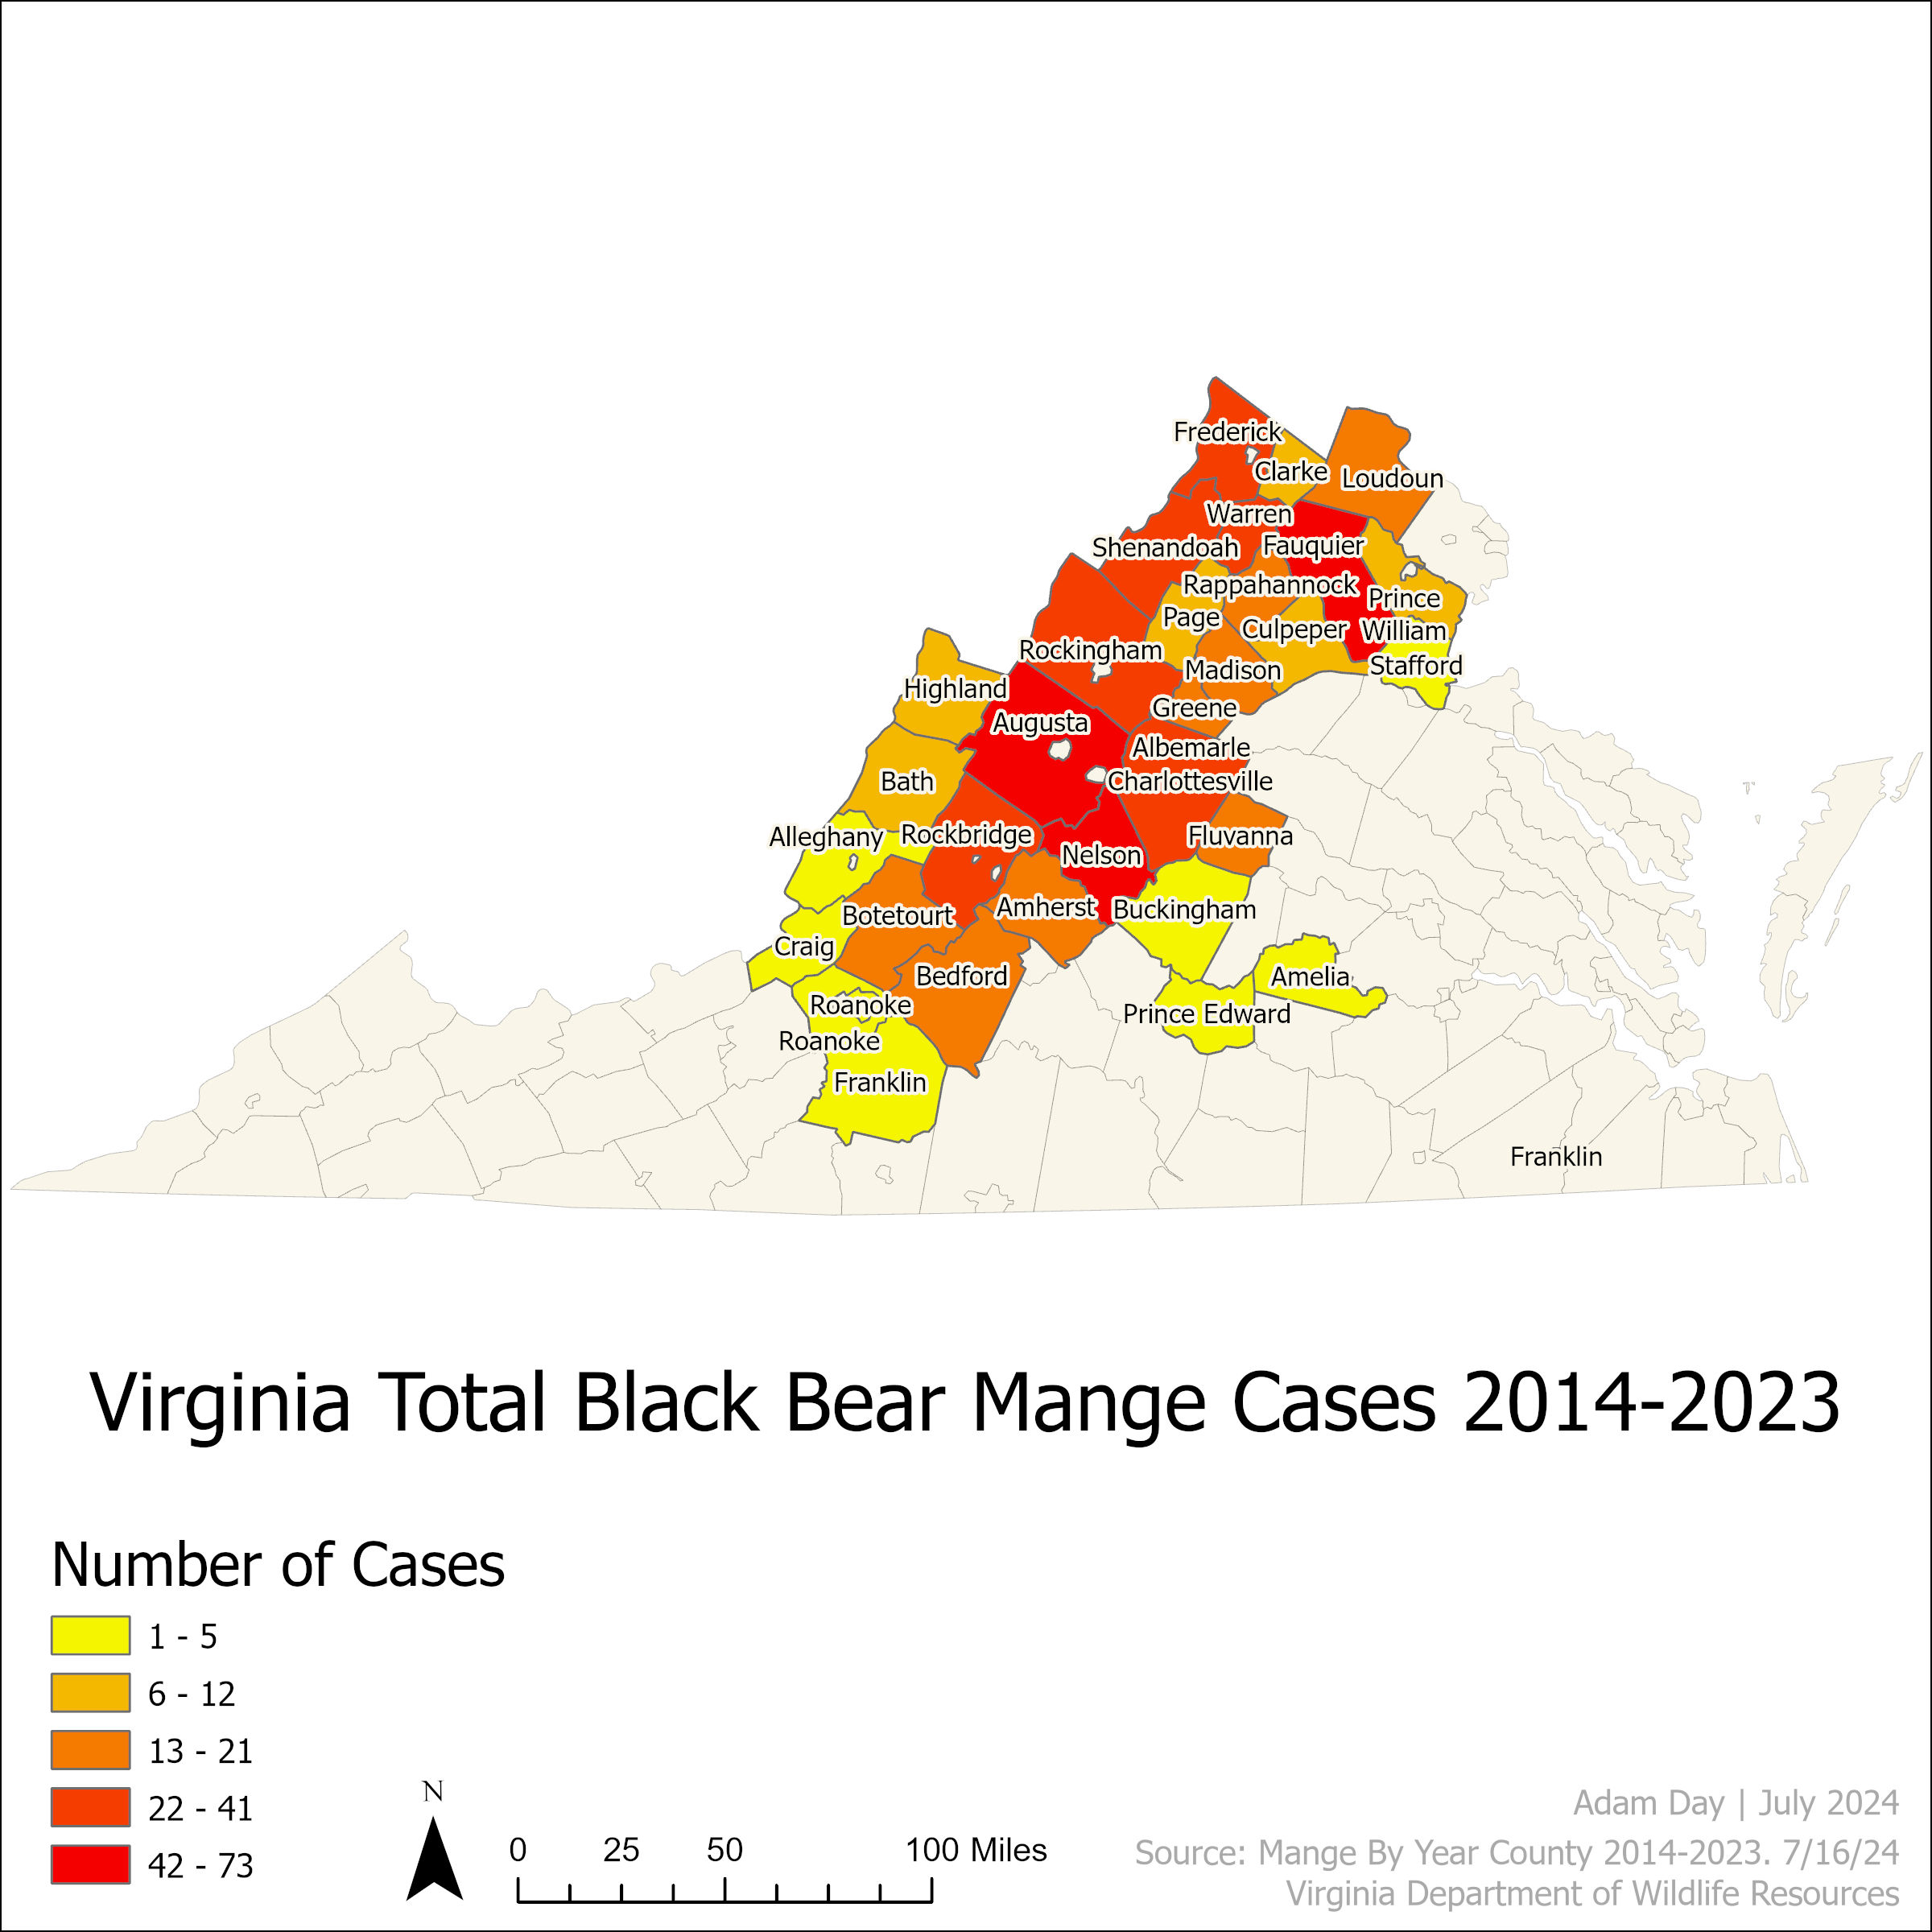 Frederick
Clarke
Loudoun
Warren
Shenandoah
Fauquier
Rappahannock
Prince
William
Page
Culpeper
Rockingham
Stafford
Madison
Highland
Greene
Augusta
Albemarle
Bath
Charlottesville
Alleghany
Rockbridge
Fluvanna
Nelson
Botetourt
Amherst
Buckingham
Craig
Bedford
Amelia
Roanoke
Prince Edward
Roanoke
Franklin
Franklin
Virginia Total Black Bear Mange Cases 2014-2023
Number of Cases
1 - 5
6 - 12
13 - 21
22 - 41
42 - 73
N
0 25 50 100 Miles
Adam Day | July 2024
Source: Mange By Year County 2014-2023. 7/16/24
Virginia Department of Wildlife Resources